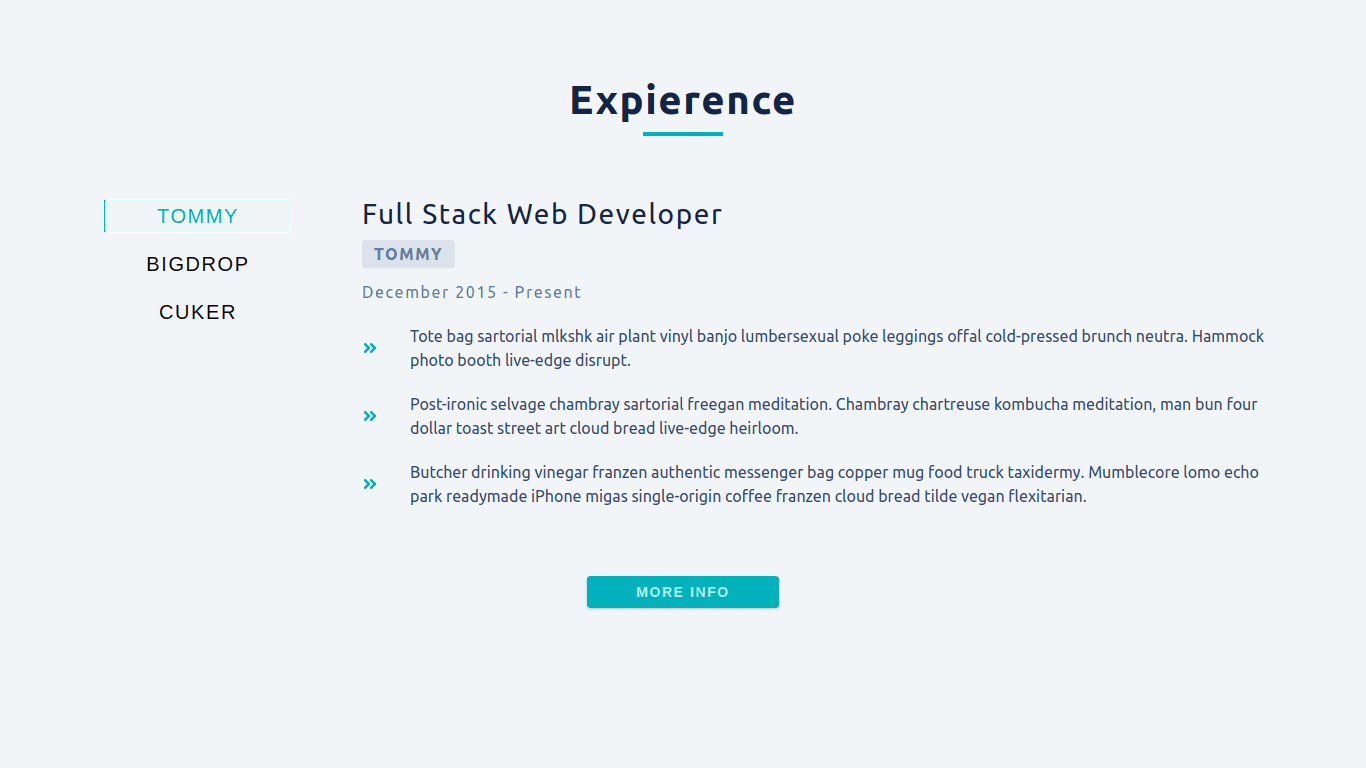 Expierence
TOMMY
BIGDROP
CUKER
Full Stack Web Developer
TOMMY
December 2015 - Present
Tote bag sartorial mlkshk air plant vinyl banjo lumbersexual poke leggings offal cold-pressed brunch neutra. Hammock
photo booth live-edge disrupt.
Post-ironic selvage chambray sartorial freegan meditation. Chambray chartreuse kombucha meditation, man bun four
dollar toast street art cloud bread live-edge heirloom.
Butcher drinking vinegar franzen authentic messenger bag copper mug food truck taxidermy. Mumblecore lomo echo
park readymade iPhone migas single-origin coffee franzen cloud bread tilde vegan flexitarian.
MORE INFO